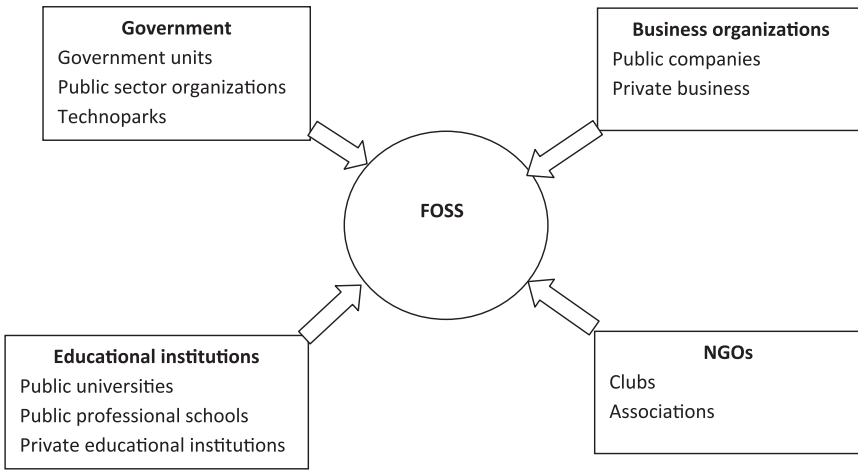 Government
Government units
Public sector organizations
Technoparks
Business organizations
Public companies
Private business
FOSS
Educational institutions
Public universities
Public professional schools
Private educational institutions
NGOs
Clubs
Associations